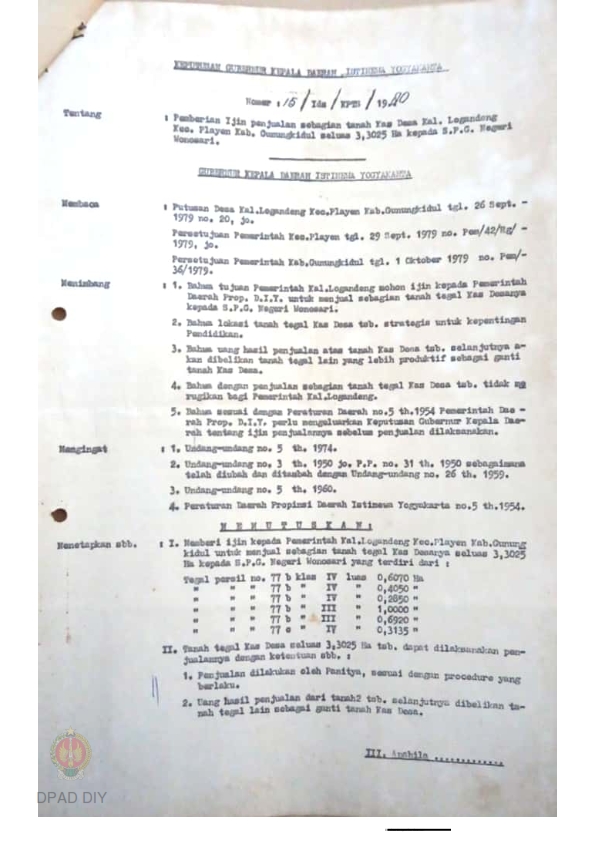 KEPUTUSAN GUBERNUR KEPALA DAERAH ISTIMEWA YOGYAKARTA
Nomor : 15/Idz/KPTS/1980
Tentang : Pemberian Ijin penjualan sebagian tanah Kas Desa Kal. Logandeng
Kec. Playen Kab. Gunungkidul seluas 3,3025 Ha kepada S.P.G. Negeri
Wonosari.
GUBERNUR KEPALA DAERAH ISTIMEWA YOGYAKARTA
Membaca : Putusan Desa Kal.Logandeng Kec.Playen Kab.Gunungkidul tgl. 26 Sept. -
1979 no. 20, jo.
Persetujuan Pemerintah Kec.Playen tgl. 29 Sept. 1979 no. Pem/42/Rg/ -
1979, jo.
Persetujuan Pemerintah Kab.Gunungkidul tgl. 1 Oktober 1979 no. Pem/-
36/1979.
Menimbang : 1. Bahwa tujuan Pemerintah Kal.Logandeng mohon ijin kepada Pemerintah
Daerah Prop. D.I.Y. untuk menjual sebagian tanah tegal Kas Desanya
kepada S.P.G. Negeri Wonosari.
2. Bahwa lokasi tanah tegal Kas Desa tsb. strategis untuk kepentingan
Pendidikan.
3. Bahwa uang hasil penjualan atas tanah Kas Desa tsb. selanjutnya a-
kan dibelikan tanah tegal lain yang lebih produktif sebagai ganti
tanah Kas Desa.
4. Bahwa dengan penjualan sebagian tanah tegal Kas Desa tsb. tidak me
rugikan bagi Pemerintah Kal.Logandeng.
5. Bahwa sesuai dengan Peraturan Daerah no.5 th.1954 Pemerintah Dae -
rah Prop. D.I.Y. perlu mengeluarkan Keputusan Gubernur Kepala Dae-
rah tentang ijin penjualannya sebelum penjualan dilaksanakan.
Mengingat : 1. Undang-undang no. 5 th. 1974.
2. Undang-undang no. 3 th. 1950 jo. P.P. no. 31 th. 1950 sebagaimana
telah diubah dan ditambah dengan Undang-undang no. 26 th. 1959.
3. Undang-undang no. 5 th. 1960.
4. Peraturan Daerah Propinsi Daerah Istimewa Yogyakarta no.5 th.1954.
M E M U T U S K A N :
Menetapkan sbb. : I. Memberi ijin kepada Pemerintah Kal.Logandeng Kec.Playen Kab.Gunung
kidul untuk menjual sebagian tanah tegal Kas Desanya seluas 3,3025
Ha kepada S.P.G. Negeri Wonosari yang terdiri dari :
Tegal persil no. 77 b klas IV luas 0,6070 Ha
" " " 77 b " IV " 0,4050 "
" " " 77 b " IV " 0,2850 "
" " " 77 b " III " 1,0000 "
" " " 77 b " III " 0,6920 "
" " " 77 e " IV " 0,3135 "
II. Tanah tegal Kas Desa seluas 3,3025 Ha tsb. dapat dilaksanakan pen-
jualannya dengan ketentuan sbb. :
1. Penjualan dilakukan oleh Panitya, sesuai dengan procedure yang
berlaku.
2. Uang hasil penjualan dari tanah2 tsb. selanjutnya dibelikan ta-
nah tegal lain sebagai ganti tanah Kas Desa.
III. Apabila ............
DPAD DIY